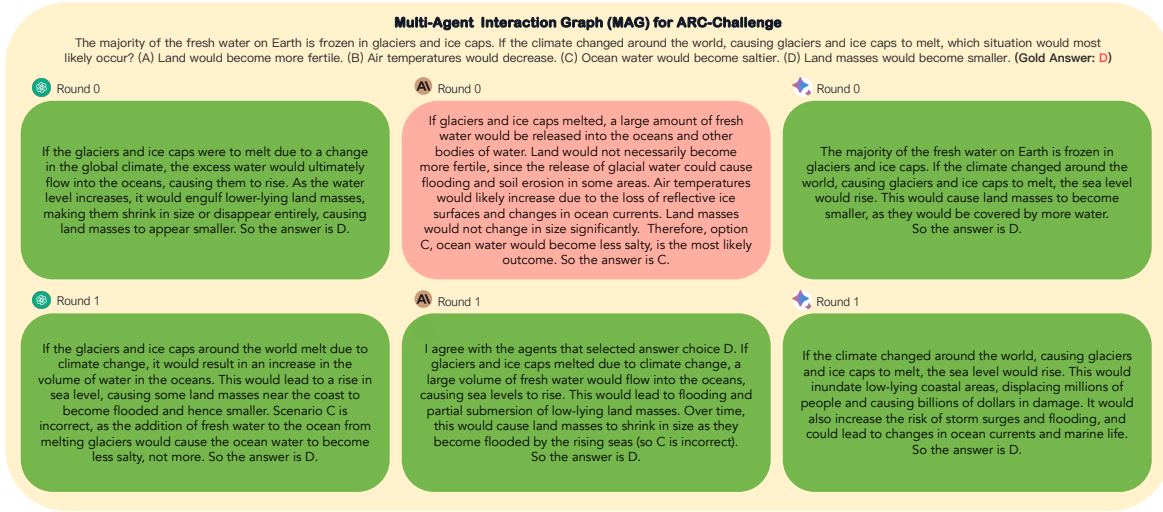 Multi-Agent Interaction Graph (MAG) for ARC-Challenge
The majority of the fresh water on Earth is frozen in glaciers and ice caps. If the climate changed around the world, causing glaciers and ice caps to melt, which situation would most
likely occur? (A) Land would become more fertile. (B) Air temperatures would decrease. (C) Ocean water would become saltier. (D) Land masses would become smaller. (Gold Answer: D)
Round 0
If the glaciers and ice caps were to melt due to a change
in the global climate, the excess water would ultimately
flow into the oceans, causing them to rise. As the water
level increases, it would engulf lower-lying land masses,
making them shrink in size or disappear entirely, causing
land masses to appear smaller. So the answer is D.
A\ Round 0
If glaciers and ice caps melted, a large amount of fresh
water would be released into the oceans and other
bodies of water. Land would not necessarily become
more fertile, since the release of glacial water could cause
flooding and soil erosion in some areas. Air temperatures
would likely increase due to the loss of reflective ice
surfaces and changes in ocean currents. Land masses
would not change in size significantly. Therefore, option
C, ocean water would become less salty, is the most likely
outcome. So the answer is C.
Round 0
The majority of the fresh water on Earth is frozen in
glaciers and ice caps. If the climate changed around the
world, causing glaciers and ice caps to melt, the sea level
would rise. This would cause land masses to become
smaller, as they would be covered by more water.
So the answer is D.
Round 1
If the glaciers and ice caps around the world melt due to
climate change, it would result in an increase in the
volume of water in the oceans. This would lead to a rise in
sea level, causing some land masses near the coast to
become flooded and hence smaller. Scenario C is
incorrect, as the addition of fresh water to the ocean from
melting glaciers would cause the ocean water to become
less salty, not more. So the answer is D.
A\ Round 1
I agree with the agents that selected answer choice D. If
glaciers and ice caps melted due to climate change, a
large volume of fresh water would flow into the oceans,
causing sea levels to rise. This would lead to flooding and
partial submersion of low-lying land masses. Over time,
this would cause land masses to shrink in size as they
become flooded by the rising seas (so C is incorrect).
So the answer is D.
Round 1
If the climate changed around the world, causing glaciers
and ice caps to melt, the sea level would rise. This would
inundate low-lying coastal areas, displacing millions of
people and causing billions of dollars in damage. It would
also increase the risk of storm surges and flooding, and
could lead to changes in ocean currents and marine life.
So the answer is D.